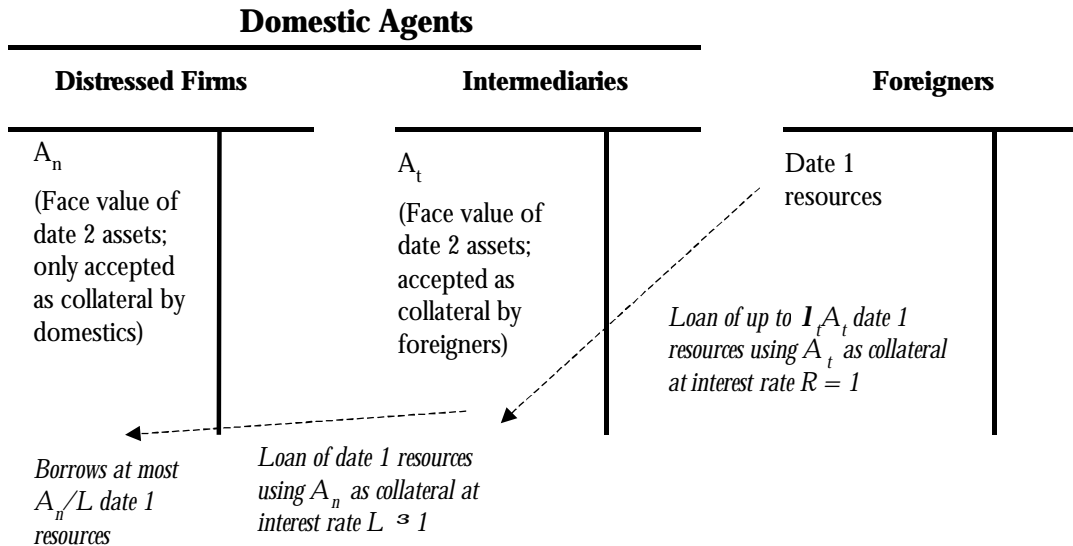 Domestic Agents
Distressed Firms
Intermediaries
Foreigners
A_n
(Face value of
date 2 assets;
only accepted
as collateral by
domestics)
A_t
(Face value of
date 2 assets;
accepted as
collateral by
foreigners)
Date 1
resources
Loan of up to l_tA_t date 1
resources using A_t as collateral
at interest rate R = 1
Loan of date 1 resources
using A_n as collateral at
interest rate L ³ 1
Borrows at most
A_n/L date 1
resources